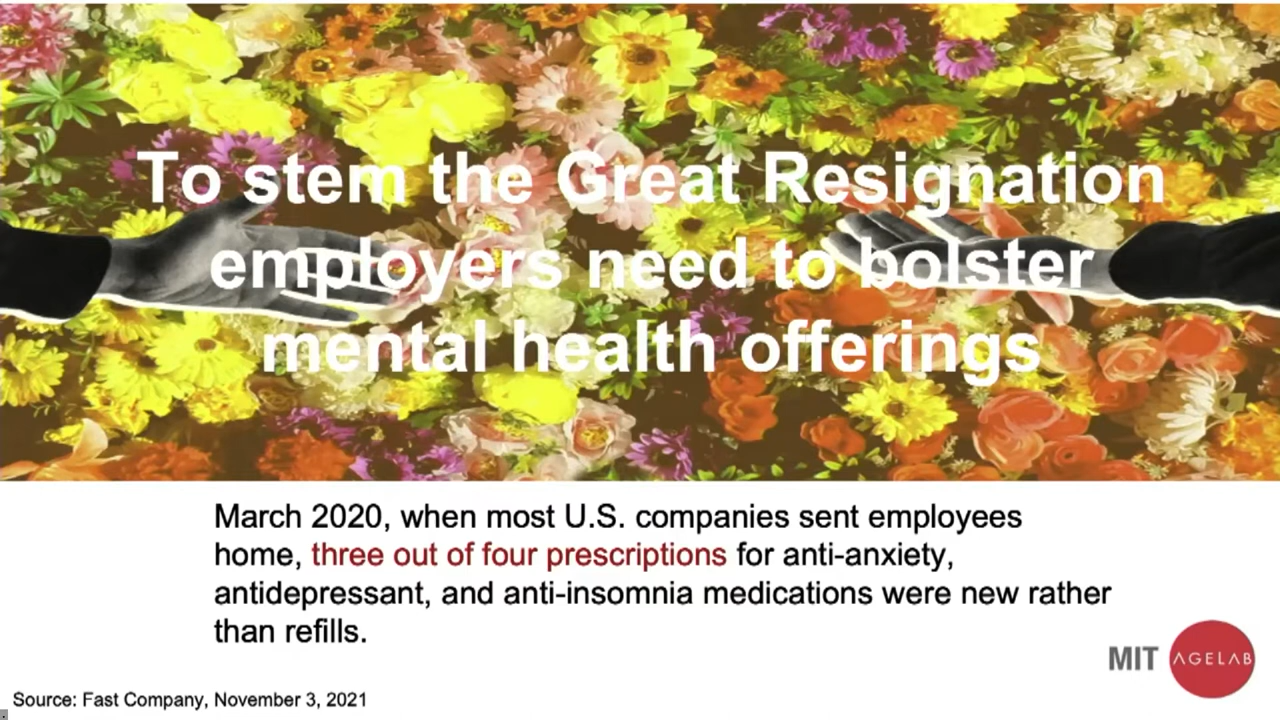 To stem the Great Resignation
employers need to bolster
mental health offerings
March 2020, when most U.S. companies sent employees
home, three out of four prescriptions for anti-anxiety,
antidepressant, and anti-insomnia medications were new rather
than refills.
MIT AGELAB
Source: Fast Company, November 3, 2021